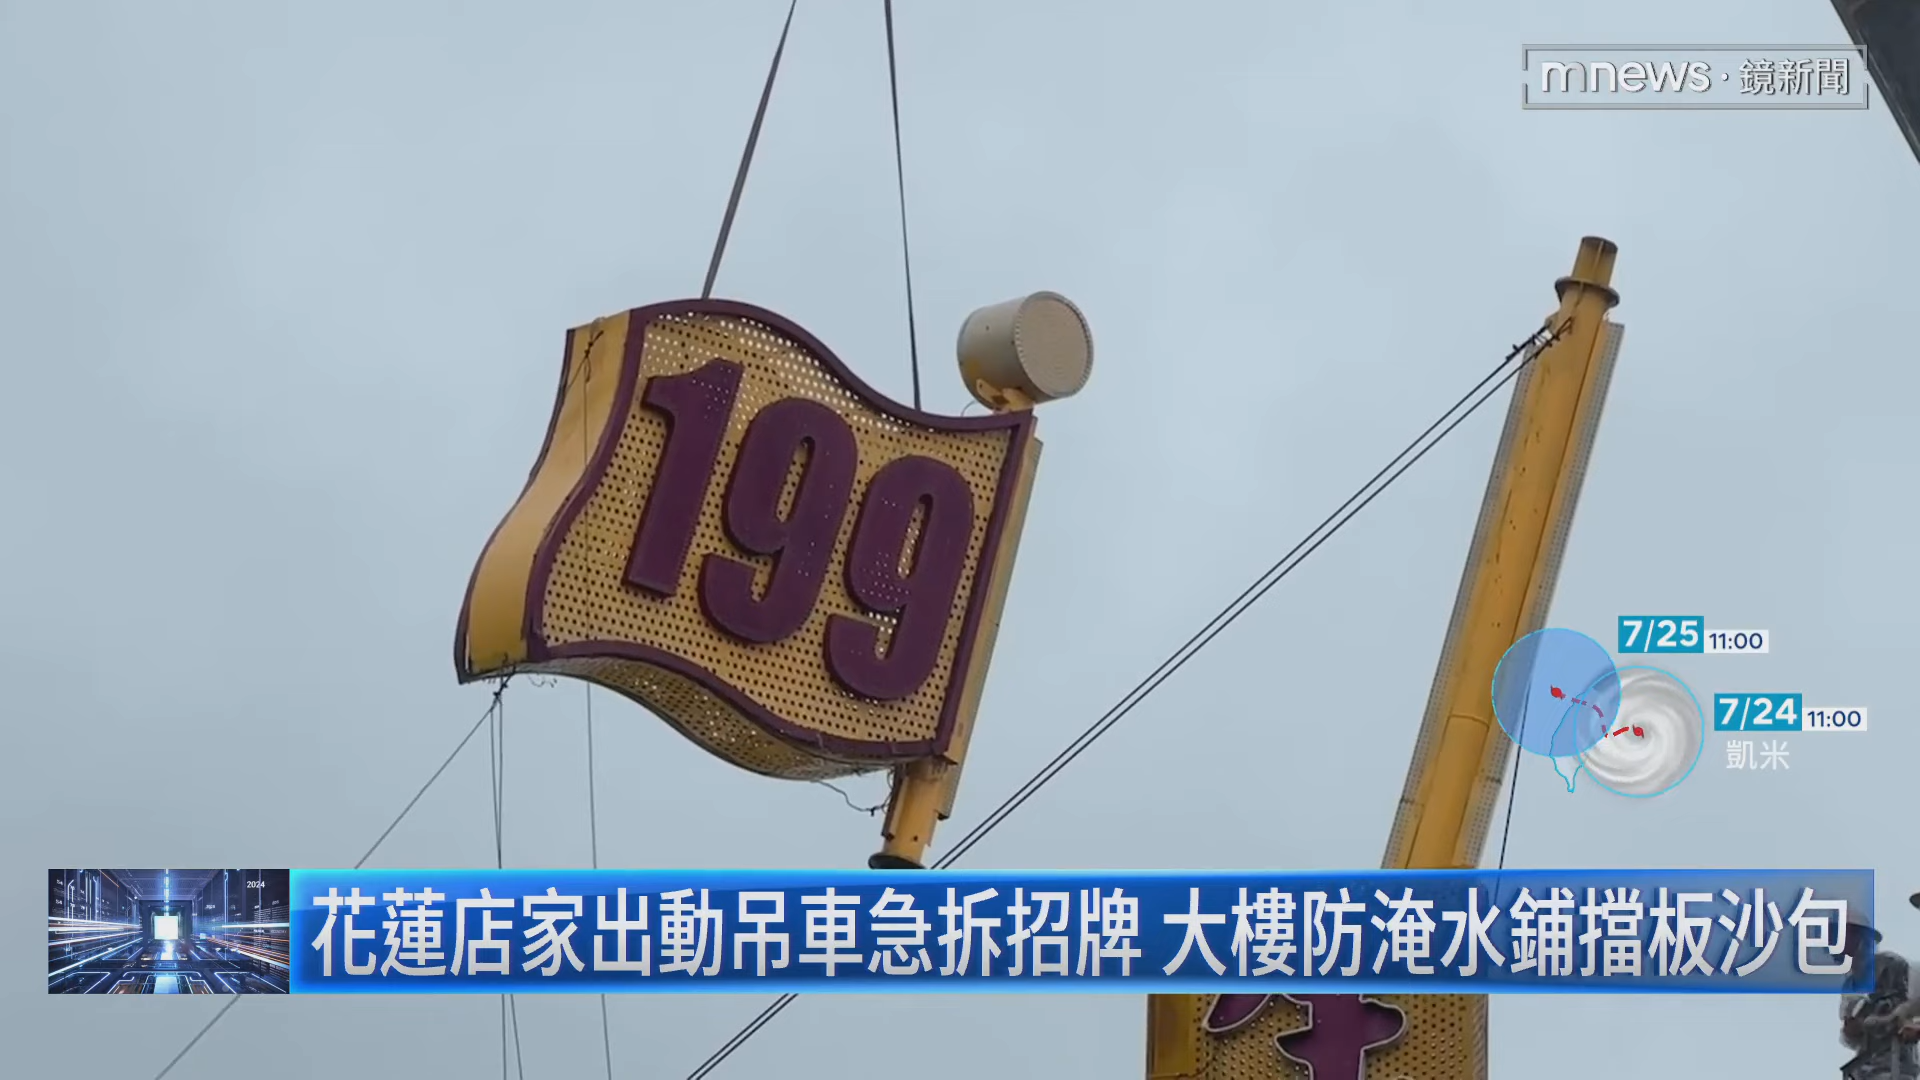 mnews·鏡新聞
199
7/25 11:00
7/24 11:00
凱米
2024
花蓮店家出動吊車急拆招牌 大樓防淹水鋪擋板沙包